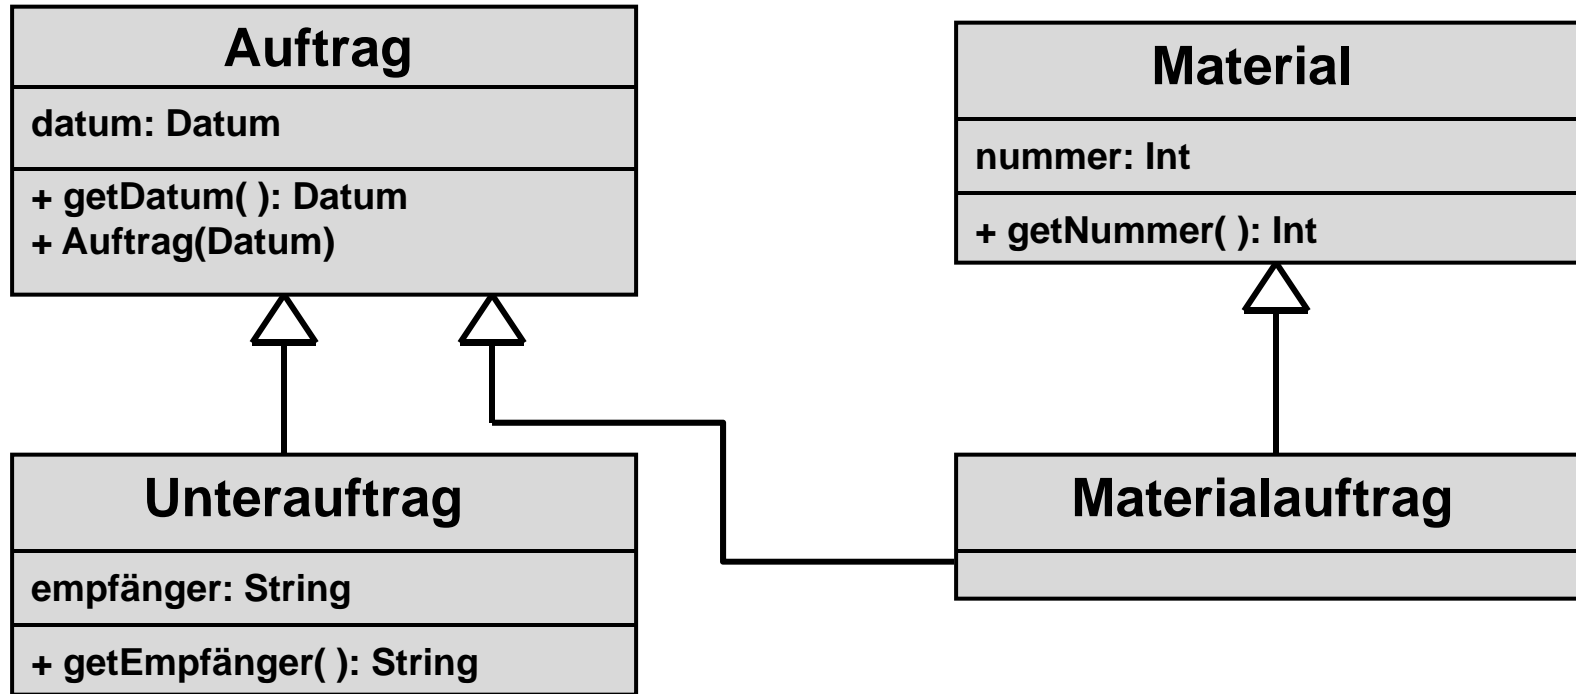 Auftrag
datum: Datum
+ getDatum( ): Datum
+ Auftrag(Datum)
Material
nummer: Int
+ getNummer( ): Int
Unterauftrag
empfänger: String
+ getEmpfänger( ): String
Materialauftrag